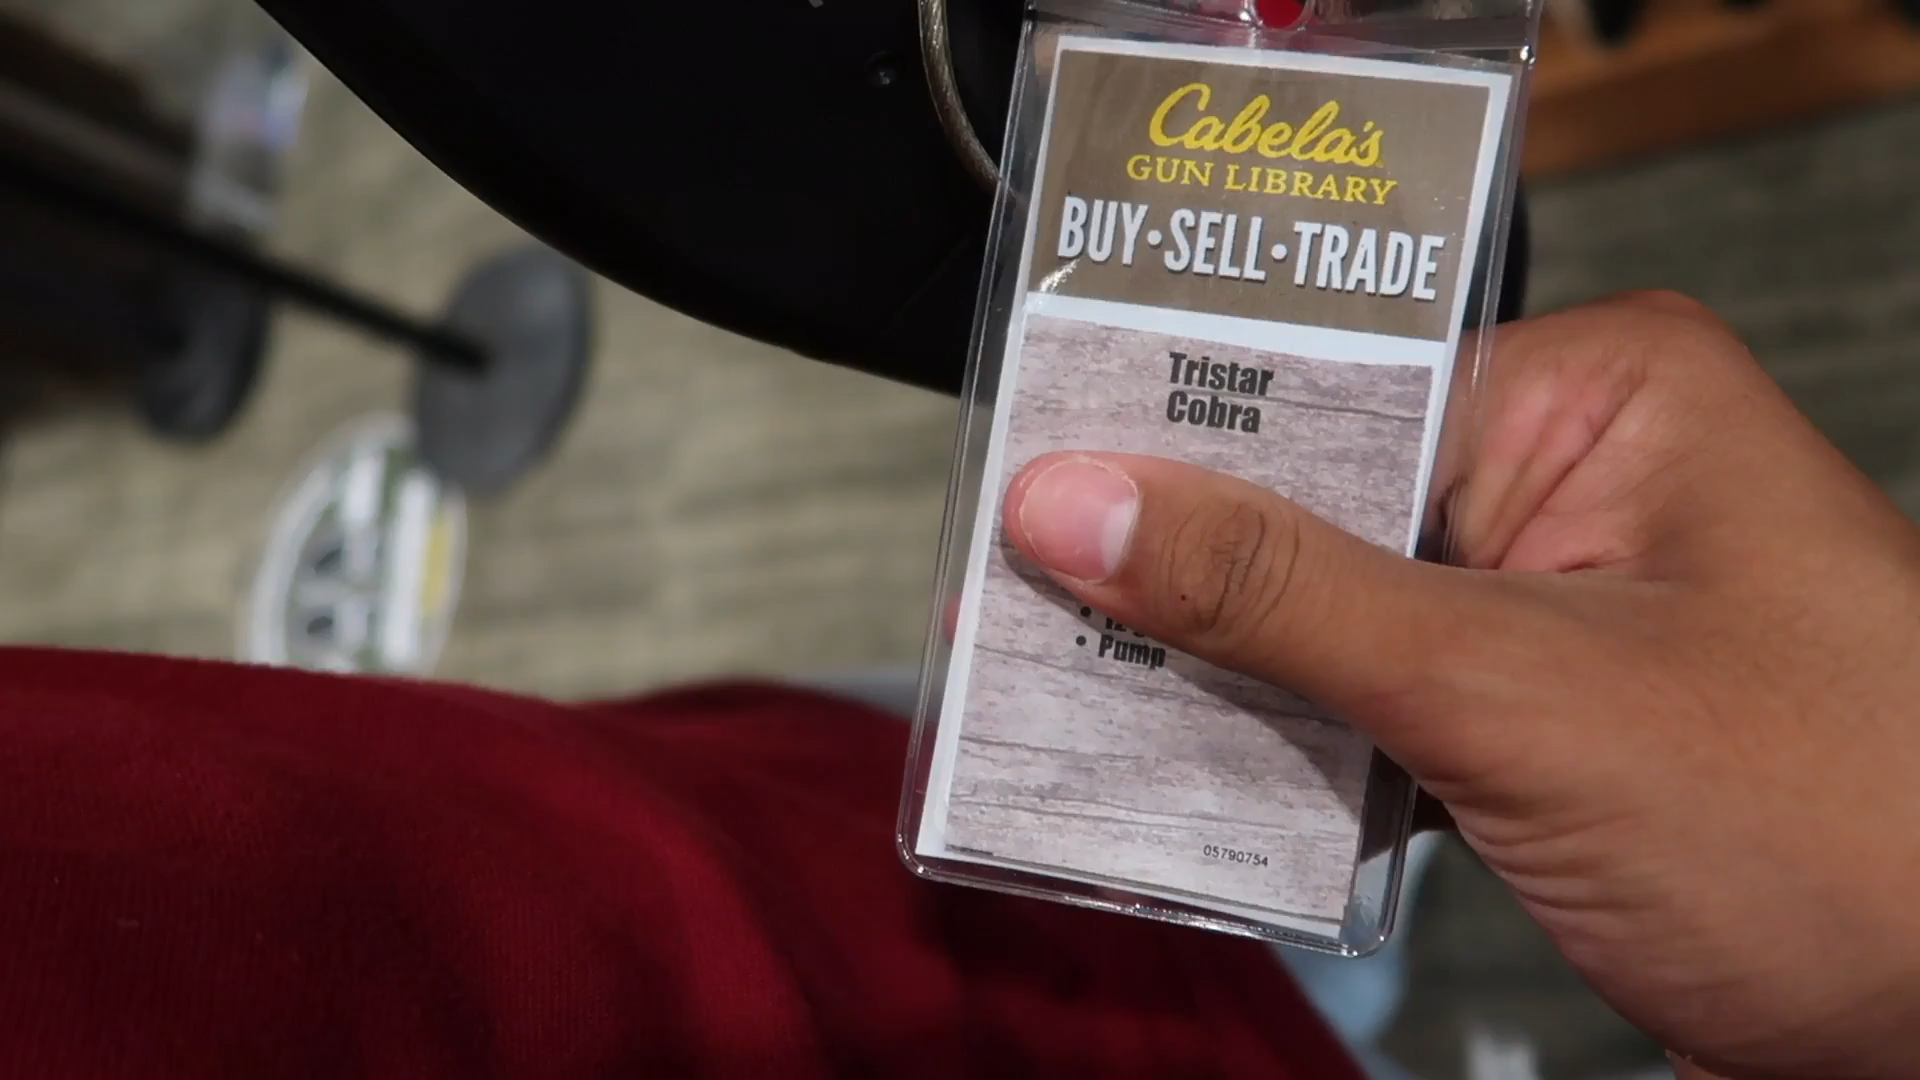 Cabela's
GUN LIBRARY
BUY•SELL•TRADE
Tristar
Cobra
• Pump
05790754